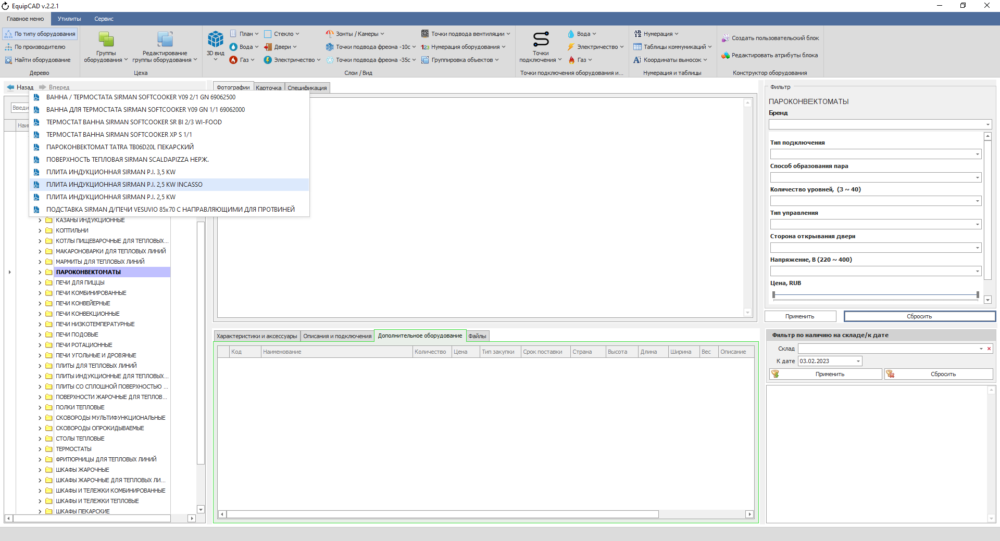 EquipCAD v.2.2.1
Главное меню Утилиты Сервис
По типу оборудования
По производителю
Найти оборудование
Дерево
Группы оборудования
Редактирование группы оборудования
Цеха
3D вид
План Стекло Зонты / Камеры Точки подвода вентиляции
Вода Двери Точки подвода фреона -10с Нумерация оборудования
Газ Электричество Точки подвода фреона -35с Группировка объектов
Слои / Вид
Точки подключения
Вода
Электричество
Газ
Точки подключения оборудования и...
Нумерация
Таблицы коммуникаций
Координаты выносок
Нумерация и таблицы
Создать пользовательский блок
Редактировать атрибуты блока
Конструктор оборудования
Назад Вперед
Фотографии Карточка Спецификация
ВАННА / ТЕРМОСТАТА SIRMAN SOFTCOOKER Y09 2/1 GN 69062500
ВАННА ДЛЯ ТЕРМОСТАТА SIRMAN SOFTCOOKER Y09 GN 1/1 69062000
ТЕРМОСТАТ ВАННА SIRMAN SOFTCOOKER SR BI 2/3 WI-FOOD
ТЕРМОСТАТ ВАННА SIRMAN SOFTCOOKER XP S 1/1
ПАРОКОНВЕКТОМАТ TATRA TB06D20L ПЕКАРСКИЙ
ПОВЕРХНОСТЬ ТЕПЛОВАЯ SIRMAN SCALDAPIZZA НЕРЖ.
ПЛИТА ИНДУКЦИОННАЯ SIRMAN P.I. 3,5 KW
ПЛИТА ИНДУКЦИОННАЯ SIRMAN P.I. 2,5 KW INCASSO
ПЛИТА ИНДУКЦИОННАЯ SIRMAN P.I. 2,5 KW
ПОДСТАВКА SIRMAN Д/ПЕЧИ VESUVIO 85x70 С НАПРАВЛЯЮЩИМИ ДЛЯ ПРОТВИНЕЙ
КАЗАНЫ ИНДУКЦИОННЫЕ
КОПТИЛЬНИ
КОТЛЫ ПИЩЕВАРОЧНЫЕ ДЛЯ ТЕПЛОВЫХ...
МАКАРОНОВАРКИ ДЛЯ ТЕПЛОВЫХ ЛИНИЙ
МАРМИТЫ ДЛЯ ТЕПЛОВЫХ ЛИНИЙ
ПАРОКОНВЕКТОМАТЫ
ПЕЧИ ДЛЯ ПИЦЦЫ
ПЕЧИ КОМБИНИРОВАННЫЕ
ПЕЧИ КОНВЕЙЕРНЫЕ
ПЕЧИ КОНВЕКЦИОННЫЕ
ПЕЧИ НИЗКОТЕМПЕРАТУРНЫЕ
ПЕЧИ ПОДОВЫЕ
ПЕЧИ РОТАЦИОННЫЕ
ПЕЧИ УГОЛЬНЫЕ И ДРОВЯНЫЕ
ПЛИТЫ ДЛЯ ТЕПЛОВЫХ ЛИНИЙ
ПЛИТЫ ИНДУКЦИОННЫЕ ДЛЯ ТЕПЛОВЫХ...
ПЛИТЫ СО СПЛОШНОЙ ПОВЕРХНОСТЬЮ ...
ПОВЕРХНОСТИ ЖАРОЧНЫЕ ДЛЯ ТЕПЛОВ...
ПОЛКИ ТЕПЛОВЫЕ
СКОВОРОДЫ МУЛЬТИФУНКЦИОНАЛЬНЫЕ
СКОВОРОДЫ ОПРОКИДЫВАЕМЫЕ
СТОЛЫ ТЕПЛОВЫЕ
ТЕРМОСТАТЫ
ФРИТЮРНИЦЫ ДЛЯ ТЕПЛОВЫХ ЛИНИЙ
ШКАФЫ ЖАРОЧНЫЕ
ШКАФЫ ЖАРОЧНЫЕ ДЛЯ ТЕПЛОВЫХ ЛИ...
ШКАФЫ И ТЕЛЕЖКИ КОМБИНИРОВАННЫЕ
ШКАФЫ И ТЕЛЕЖКИ ТЕПЛОВЫЕ
ШКАФЫ ПЕКАРСКИЕ
Характеристики и аксессуары Описания и подключения Дополнительное оборудование Файлы
Код Наименование Количество Цена Тип закупки Срок поставки Страна Высота Длина Ширина Вес Описание
Фильтр
ПАРОКОНВЕКТОМАТЫ
Бренд
Тип подключения
Способ образования пара
Количество уровней, (3 ~ 40)
Тип управления
Сторона открывания двери
Напряжение, В (220 ~ 400)
Цена, RUB
Применить Сбросить
Фильтр по наличию на складе/к дате
Склад
К дате 03.02.2023
Применить Сбросить